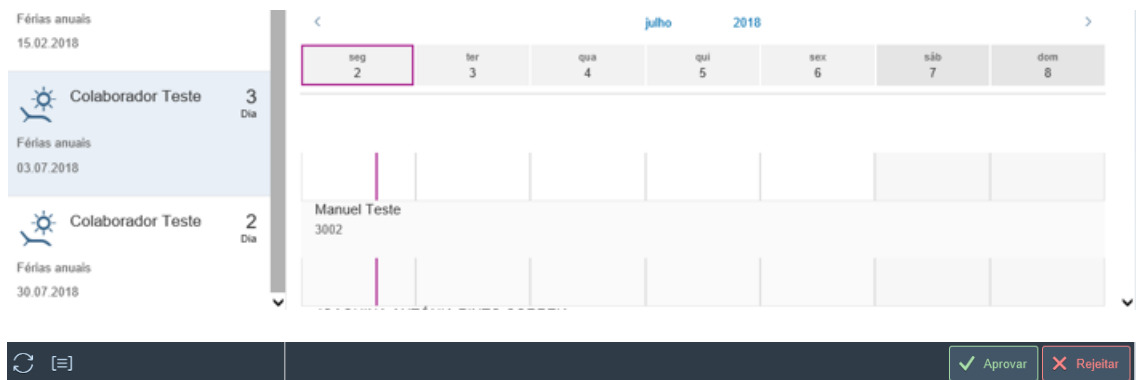 Férias anuais
15.02.2018
Colaborador Teste 3
Dia
Férias anuais
03.07.2018
Colaborador Teste 2
Dia
Férias anuais
30.07.2018
julho 2018
seg ter qua qui sex sáb dom
2 3 4 5 6 7 8
Manuel Teste
3002
Aprovar Rejeitar